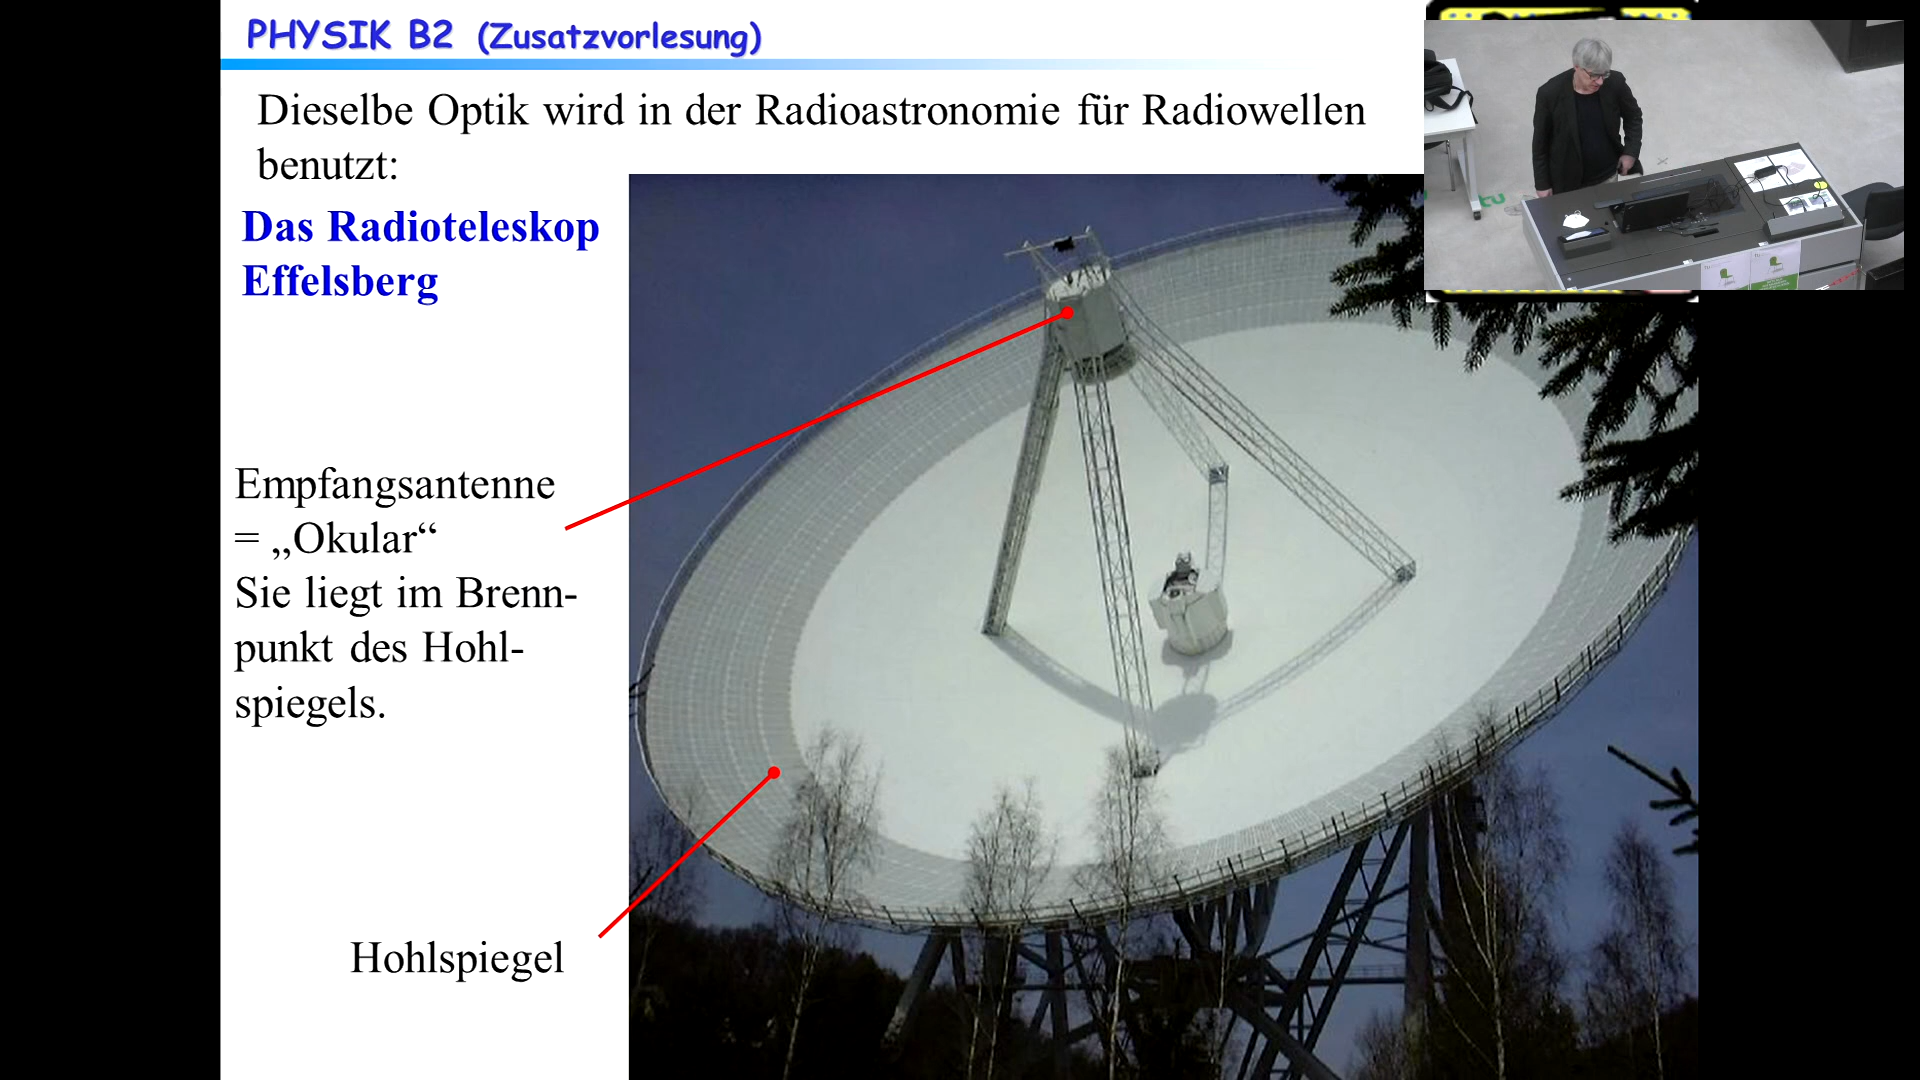 PHYSIK B2 (Zusatzvorlesung)
Dieselbe Optik wird in der Radioastronomie für Radiowellen
benutzt:
Das Radioteleskop
Effelsberg
Empfangsantenne
= „Okular“
Sie liegt im Brenn-
punkt des Hohl-
spiegels.
Hohlspiegel